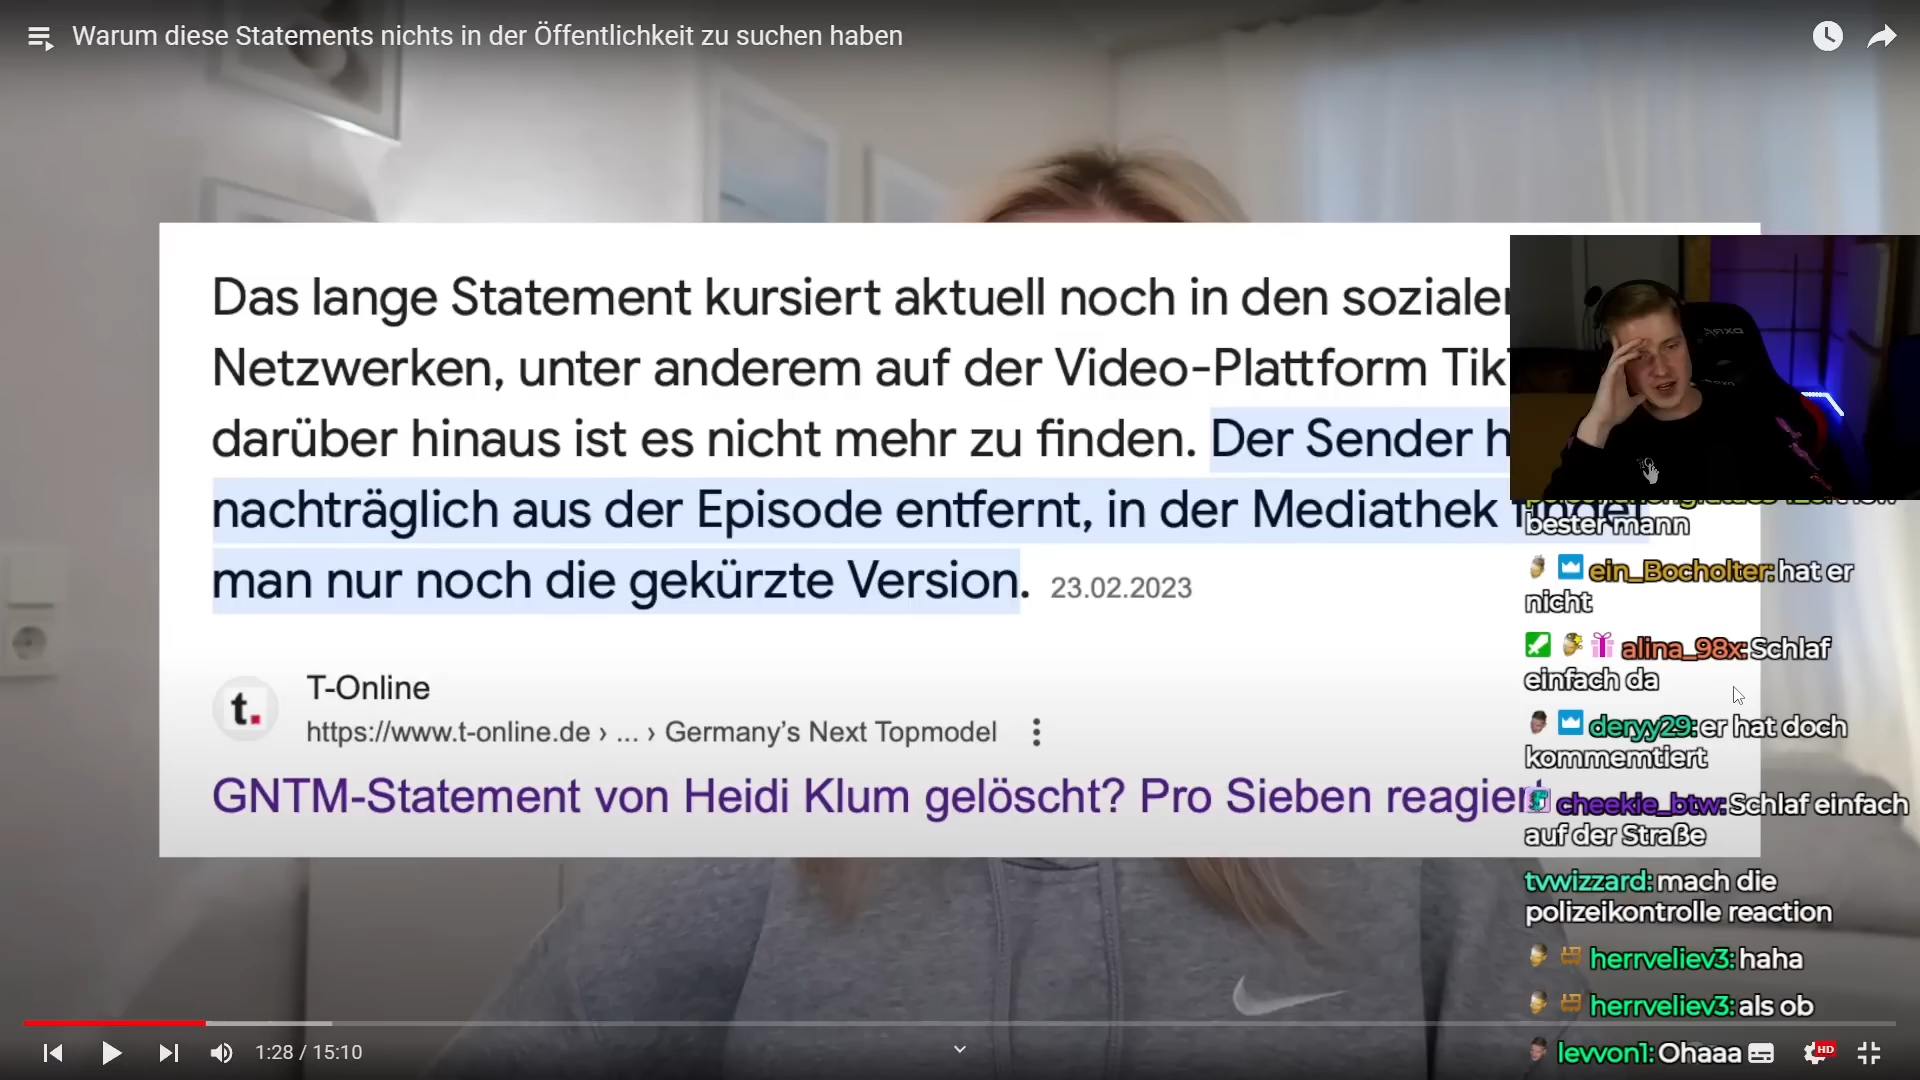 Warum diese Statements nichts in der Öffentlichkeit zu suchen haben
Das lange Statement kursiert aktuell noch in den sozialen
Netzwerken, unter anderem auf der Video-Plattform Tik
darüber hinaus ist es nicht mehr zu finden. Der Sender h
nachträglich aus der Episode entfernt, in der Mediathek findet
man nur noch die gekürzte Version. 23.02.2023
t. T-Online
https://www.t-online.de › ... › Germany's Next Topmodel
GNTM-Statement von Heidi Klum gelöscht? Pro Sieben reagiert
DXRACER
bester mann
ein_Bocholter: hat er
nicht
alina_98x: Schlaf
einfach da
deryy29: er hat doch
kommemtiert
cheekie_btw: Schlaf einfach
auf der Straße
tvwizzard: mach die
polizeikontrolle reaction
herrveliev3: haha
herrveliev3: als ob
levvon1: Ohaaa
1:28 / 15:10
HD